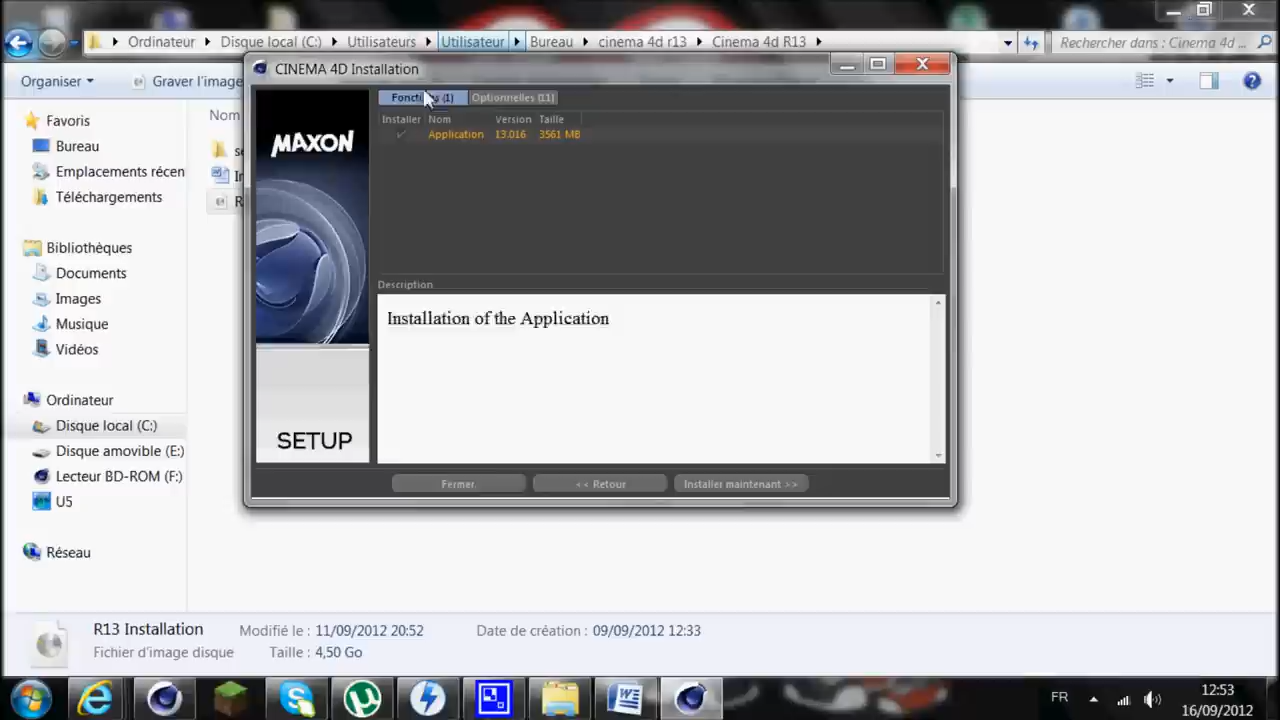 Ordinateur
Disque local (C:)
Utilisateurs
Utilisateur
Bureau
cinema 4d r13
Cinema 4d R13
Rechercher dans : Cinema 4d ...
Organiser
Graver l'image
CINEMA 4D Installation
Nom
Favoris
Bureau
Emplacements récen
Téléchargements
Bibliothèques
Documents
Images
Musique
Vidéos
Ordinateur
Disque local (C:)
Disque amovible (E:)
Lecteur BD-ROM (F:)
U5
Réseau
MAXON
SETUP
(1)
Optionnelles (11)
Installer Nom Version Taille
Application 13.016 3561 MB
Description
Installation of the Application
Fermer
<< Retour
Installer maintenant >>
R13 Installation
Modifié le : 11/09/2012 20:52
Date de création : 09/09/2012 12:33
Fichier d'image disque
Taille : 4,50 Go
FR
12:53
16/09/2012